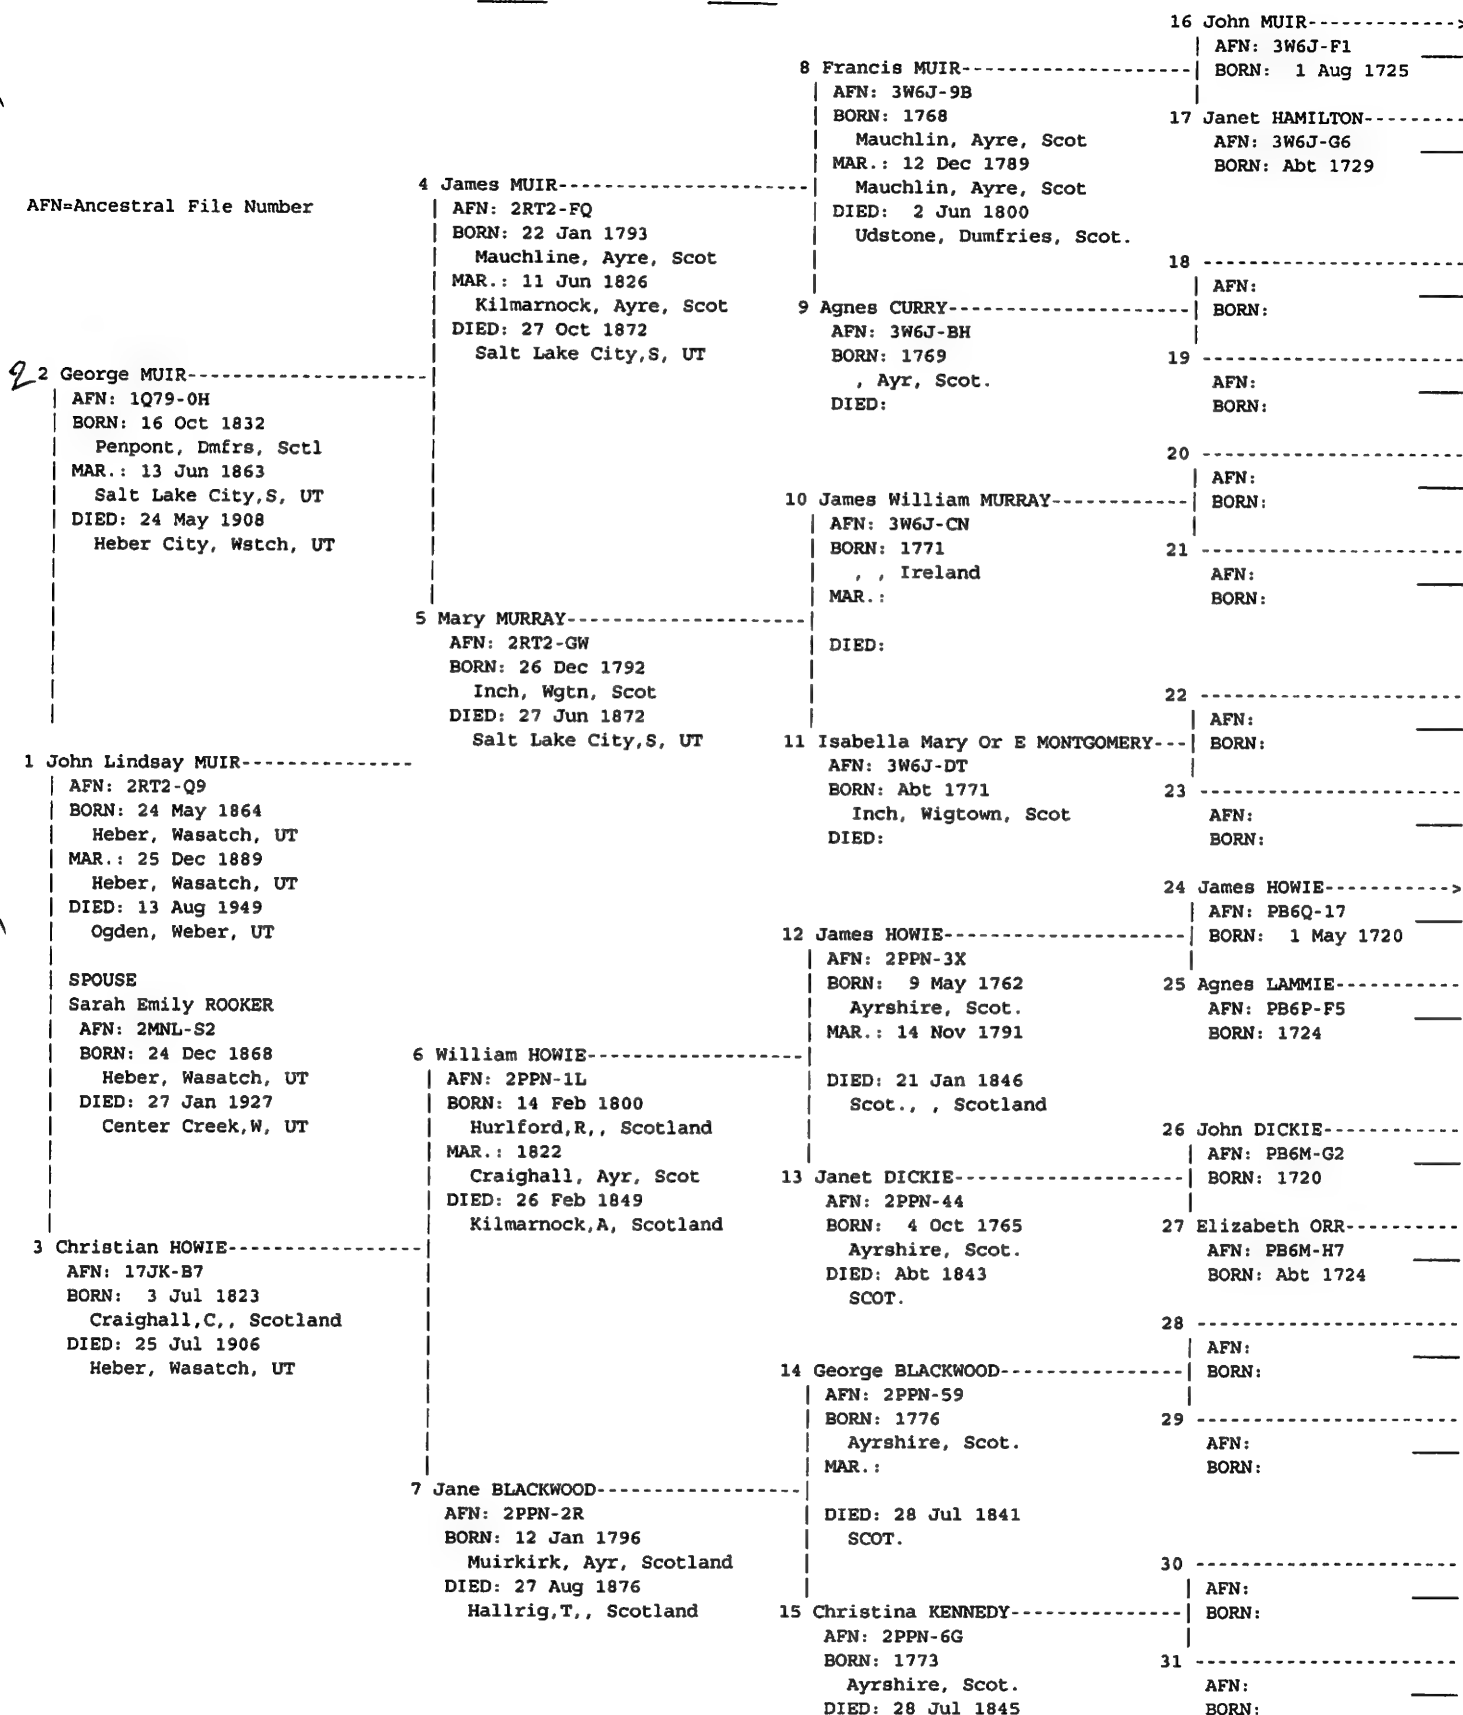 AFN=Ancestral File Number
2
1 John Lindsay MUIR
AFN: 2RT2-Q9
BORN: 24 May 1864
Heber, Wasatch, UT
MAR.: 25 Dec 1889
Heber, Wasatch, UT
DIED: 13 Aug 1949
Ogden, Weber, UT
SPOUSE
Sarah Emily ROOKER
AFN: 2MNL-S2
BORN: 24 Dec 1868
Heber, Wasatch, UT
DIED: 27 Jan 1927
Center Creek,W, UT
2 George MUIR
AFN: 1Q79-0H
BORN: 16 Oct 1832
Penpont, Dmfrs, Sctl
MAR.: 13 Jun 1863
Salt Lake City,S, UT
DIED: 24 May 1908
Heber City, Wstch, UT
3 Christian HOWIE
AFN: 17JK-B7
BORN: 3 Jul 1823
Craighall,C,, Scotland
DIED: 25 Jul 1906
Heber, Wasatch, UT
4 James MUIR
AFN: 2RT2-FQ
BORN: 22 Jan 1793
Mauchline, Ayre, Scot
MAR.: 11 Jun 1826
Kilmarnock, Ayre, Scot
DIED: 27 Oct 1872
Salt Lake City,S, UT
5 Mary MURRAY
AFN: 2RT2-GW
BORN: 26 Dec 1792
Inch, Wgtn, Scot
DIED: 27 Jun 1872
Salt Lake City,S, UT
6 William HOWIE
AFN: 2PPN-1L
BORN: 14 Feb 1800
Hurlford,R,, Scotland
MAR.: 1822
Craighall, Ayr, Scot
DIED: 26 Feb 1849
Kilmarnock,A, Scotland
7 Jane BLACKWOOD
AFN: 2PPN-2R
BORN: 12 Jan 1796
Muirkirk, Ayr, Scotland
DIED: 27 Aug 1876
Hallrig,T,, Scotland
8 Francis MUIR
AFN: 3W6J-9B
BORN: 1768
Mauchlin, Ayre, Scot
MAR.: 12 Dec 1789
Mauchlin, Ayre, Scot
DIED: 2 Jun 1800
Udstone, Dumfries, Scot.
9 Agnes CURRY
AFN: 3W6J-BH
BORN: 1769
, Ayr, Scot.
DIED:
10 James William MURRAY
AFN: 3W6J-CN
BORN: 1771
, , Ireland
MAR.:
DIED:
11 Isabella Mary Or E MONTGOMERY
AFN: 3W6J-DT
BORN: Abt 1771
Inch, Wigtown, Scot
DIED:
12 James HOWIE
AFN: 2PPN-3X
BORN: 9 May 1762
Ayrshire, Scot.
MAR.: 14 Nov 1791
DIED: 21 Jan 1846
Scot., , Scotland
13 Janet DICKIE
AFN: 2PPN-44
BORN: 4 Oct 1765
Ayrshire, Scot.
DIED: Abt 1843
SCOT.
14 George BLACKWOOD
AFN: 2PPN-59
BORN: 1776
Ayrshire, Scot.
MAR.:
DIED: 28 Jul 1841
SCOT.
15 Christina KENNEDY
AFN: 2PPN-6G
BORN: 1773
Ayrshire, Scot.
DIED: 28 Jul 1845
16 John MUIR
AFN: 3W6J-F1
BORN: 1 Aug 1725
17 Janet HAMILTON
AFN: 3W6J-G6
BORN: Abt 1729
18
AFN:
BORN:
19
AFN:
BORN:
20
AFN:
BORN:
21
AFN:
BORN:
22
AFN:
BORN:
23
AFN:
BORN:
24 James HOWIE
AFN: PB6Q-17
BORN: 1 May 1720
25 Agnes LAMMIE
AFN: PB6P-F5
BORN: 1724
26 John DICKIE
AFN: PB6M-G2
BORN: 1720
27 Elizabeth ORR
AFN: PB6M-H7
BORN: Abt 1724
28
AFN:
BORN:
29
AFN:
BORN:
30
AFN:
BORN:
31
AFN:
BORN: